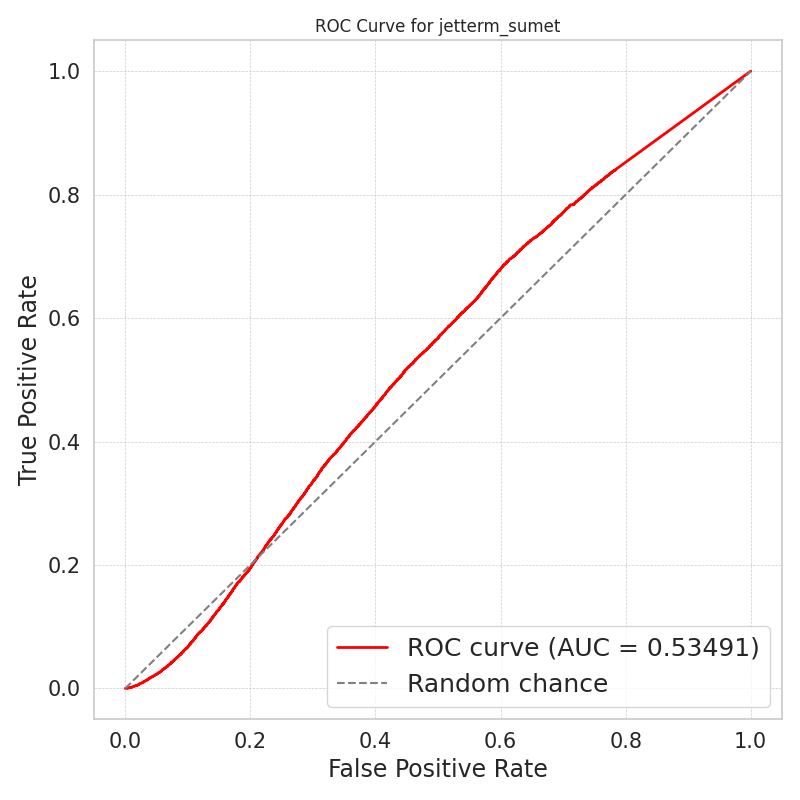 ROC Curve for jetterm_sumet
True Positive Rate
1.0
0.8
0.6
0.4
0.2
0.0
ROC curve (AUC = 0.53491)
Random chance
0.0 0.2 0.4 0.6 0.8 1.0
False Positive Rate